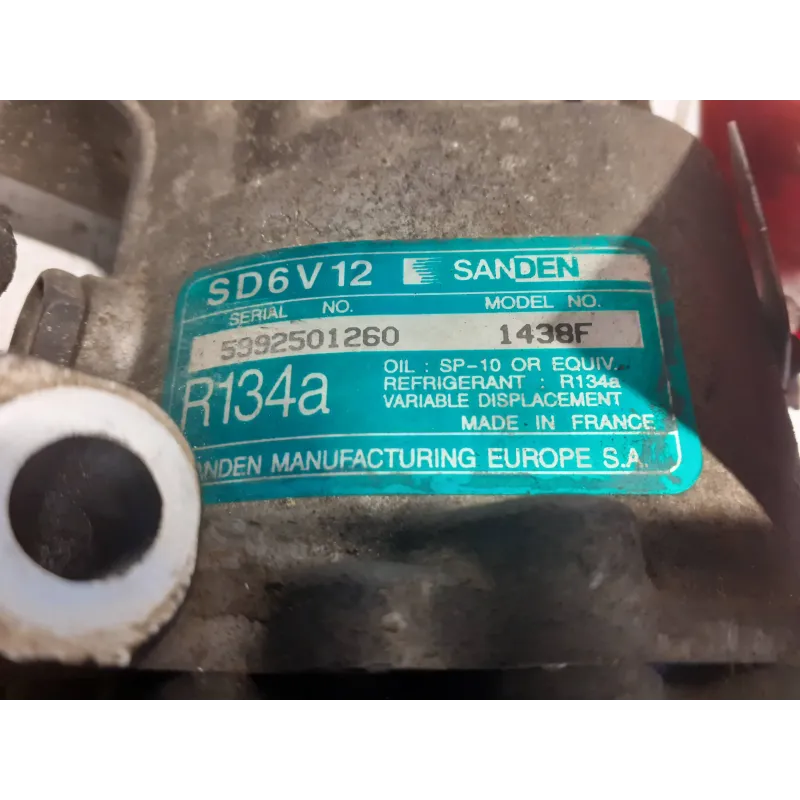 SD6V12 SANDEN
SERIAL NO. MODEL NO.
5992501260 1438F
R134a
OIL : SP-10 OR EQUIV.
REFRIGERANT : R134a
VARIABLE DISPLACEMENT
MADE IN FRANCE
SANDEN MANUFACTURING EUROPE S.A